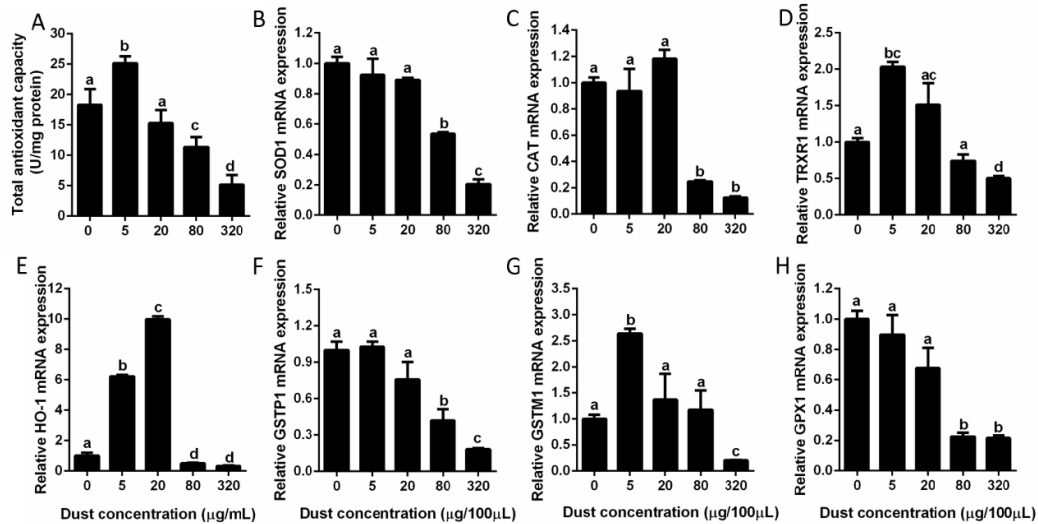 A
Total antioxidant capacity
(U/mg protein)
30
25
20
15
10
5
0
a
b
a
c
d
0 5 20 80 320
B
Relative SOD1 mRNA expression
1.2
1.0
0.8
0.6
0.4
0.2
0.0
a
a
a
b
c
0 5 20 80 320
C
Relative CAT mRNA expression
1.4
1.2
1.0
0.8
0.6
0.4
0.2
0.0
a
a
a
b
b
0 5 20 80 320
D
Relative TRXR1 mRNA expression
2.5
2.0
1.5
1.0
0.5
0.0
a
bc
ac
a
d
0 5 20 80 320
E
Relative HO-1 mRNA expression
12
10
8
6
4
2
0
a
b
c
d
d
0 5 20 80 320
Dust concentration (μg/mL)
F
Relative GSTP1 mRNA expression
1.5
1.2
0.9
0.6
0.3
0.0
a
a
a
b
c
0 5 20 80 320
Dust concentration (μg/100μL)
G
Relative GSTM1 mRNA expression
3.5
3.0
2.5
2.0
1.5
1.0
0.5
0.0
a
b
a
a
c
0 5 20 80 320
Dust concentration (μg/100μL)
H
Relative GPX1 mRNA expression
1.2
1.0
0.8
0.6
0.4
0.2
0.0
a
a
a
b
b
0 5 20 80 320
Dust concentration (μg/100μL)